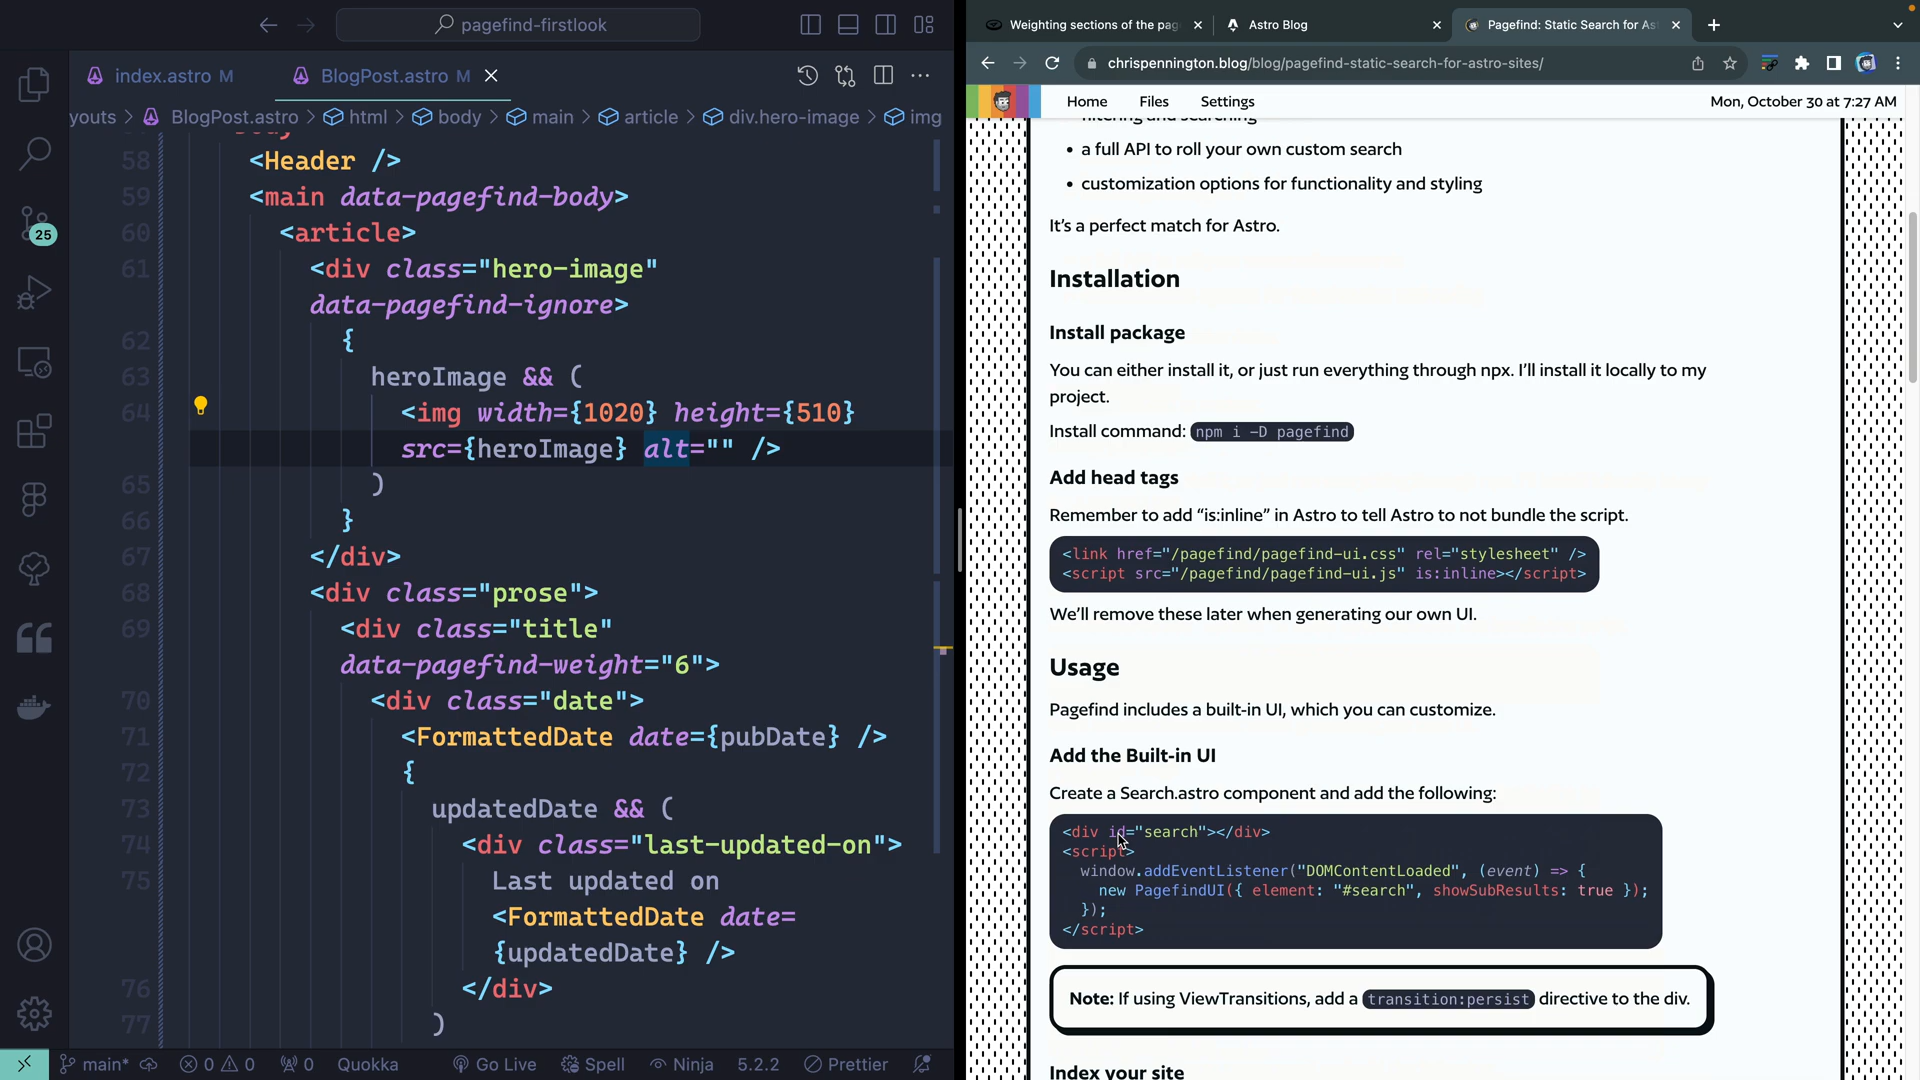 pagefind-firstlook
index.astro M
BlogPost.astro M
youts > BlogPost.astro > html > body > main > article > div.hero-image > img
58 <Header />
59 <main data-pagefind-body>
60 <article>
61 <div class="hero-image"
data-pagefind-ignore>
62 {
63 heroImage && (
64 <img width={1020} height={510}
src={heroImage} alt="" />
65 )
66 }
67 </div>
68 <div class="prose">
69 <div class="title"
data-pagefind-weight="6">
70 <div class="date">
71 <FormattedDate date={pubDate} />
72 {
73 updatedDate && (
74 <div class="last-updated-on">
75 Last updated on
<FormattedDate date=
{updatedDate} />
76 </div>
77 )
25
main* 0 0 0 Quokka Go Live Spell Ninja 5.2.2 Prettier
Weighting sections of the pag
Astro Blog
Pagefind: Static Search for As
chrispennington.blog/blog/pagefind-static-search-for-astro-sites/
Home Files Settings Mon, October 30 at 7:27 AM
filtering and searching
• a full API to roll your own custom search
• customization options for functionality and styling
It’s a perfect match for Astro.
Installation
Install package
You can either install it, or just run everything through npx. I’ll install it locally to my
project.
Install command: npm i -D pagefind
Add head tags
Remember to add “is:inline” in Astro to tell Astro to not bundle the script.
<link href="/pagefind/pagefind-ui.css" rel="stylesheet" />
<script src="/pagefind/pagefind-ui.js" is:inline></script>
We’ll remove these later when generating our own UI.
Usage
Pagefind includes a built-in UI, which you can customize.
Add the Built-in UI
Create a Search.astro component and add the following:
<div id="search"></div>
<script>
window.addEventListener("DOMContentLoaded", (event) => {
new PagefindUI({ element: "#search", showSubResults: true });
});
</script>
Note: If using ViewTransitions, add a transition:persist directive to the div.
Index your site